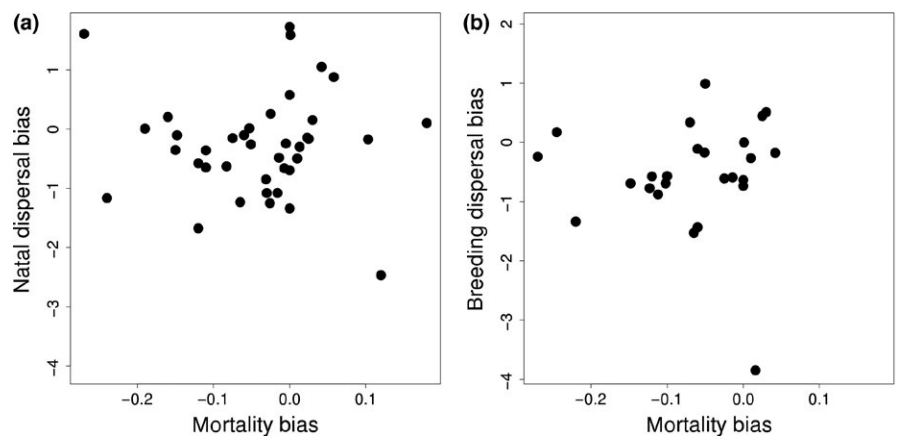 (a)
Natal dispersal bias
1
0
−1
−2
−3
−4
−0.2 −0.1 0.0 0.1
Mortality bias
(b)
Breeding dispersal bias
2
1
0
−1
−2
−3
−4
−0.2 −0.1 0.0 0.1
Mortality bias